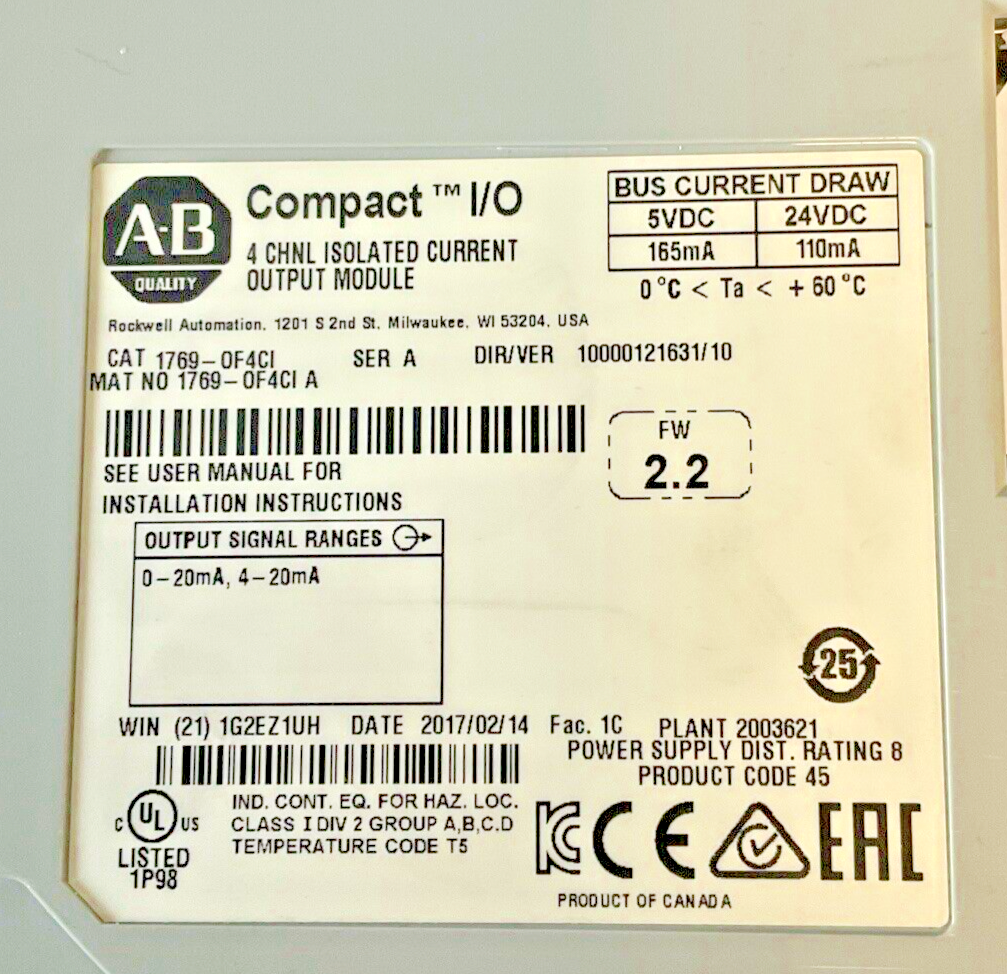 A-B
QUALITY
Compact ™ I/O
4 CHNL ISOLATED CURRENT
OUTPUT MODULE
BUS CURRENT DRAW
5VDC 24VDC
165mA 110mA
0 °C < Ta < + 60 °C
Rockwell Automation. 1201 S 2nd St. Milwaukee. WI 53204. USA
CAT 1769-OF4CI SER A DIR/VER 10000121631/10
MAT NO 1769-OF4CI A
FW
2.2
SEE USER MANUAL FOR
INSTALLATION INSTRUCTIONS
OUTPUT SIGNAL RANGES
0-20mA, 4-20mA
25
WIN (21) 1G2EZ1UH DATE 2017/02/14 Fac. 1C PLANT 2003621
POWER SUPPLY DIST. RATING 8
PRODUCT CODE 45
C UL US
LISTED
1P98
IND. CONT. EQ. FOR HAZ. LOC.
CLASS I DIV 2 GROUP A,B,C,D
TEMPERATURE CODE T5
KC CE EAC
PRODUCT OF CANADA